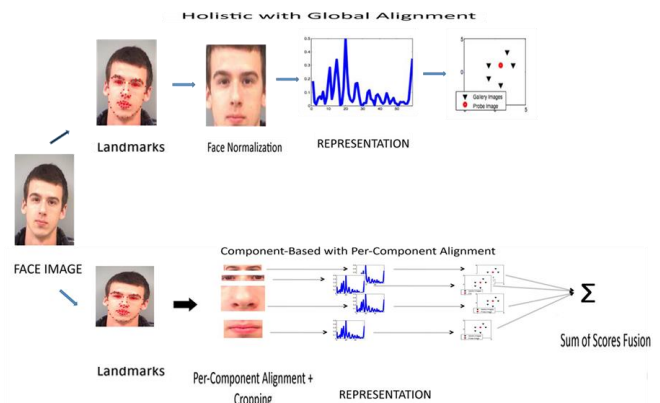 Holistic with Global Alignment
Gallery Images
Probe Image
Landmarks
Face Normalization
REPRESENTATION
FACE IMAGE
Component-Based with Per-Component Alignment
Σ
Sum of Scores Fusion
Landmarks
Per-Component Alignment +
Cropping
REPRESENTATION